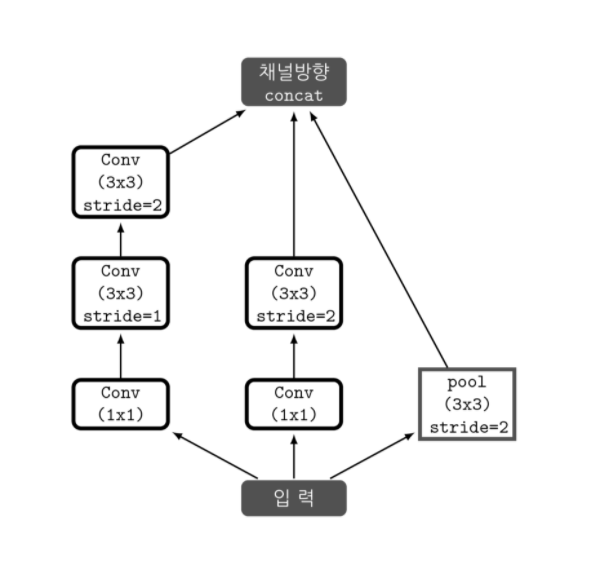 채널방향
concat
Conv
(3x3)
stride=2
Conv
(3x3)
stride=1
Conv
(3x3)
stride=2
Conv
(1x1)
Conv
(1x1)
pool
(3x3)
stride=2
입 력